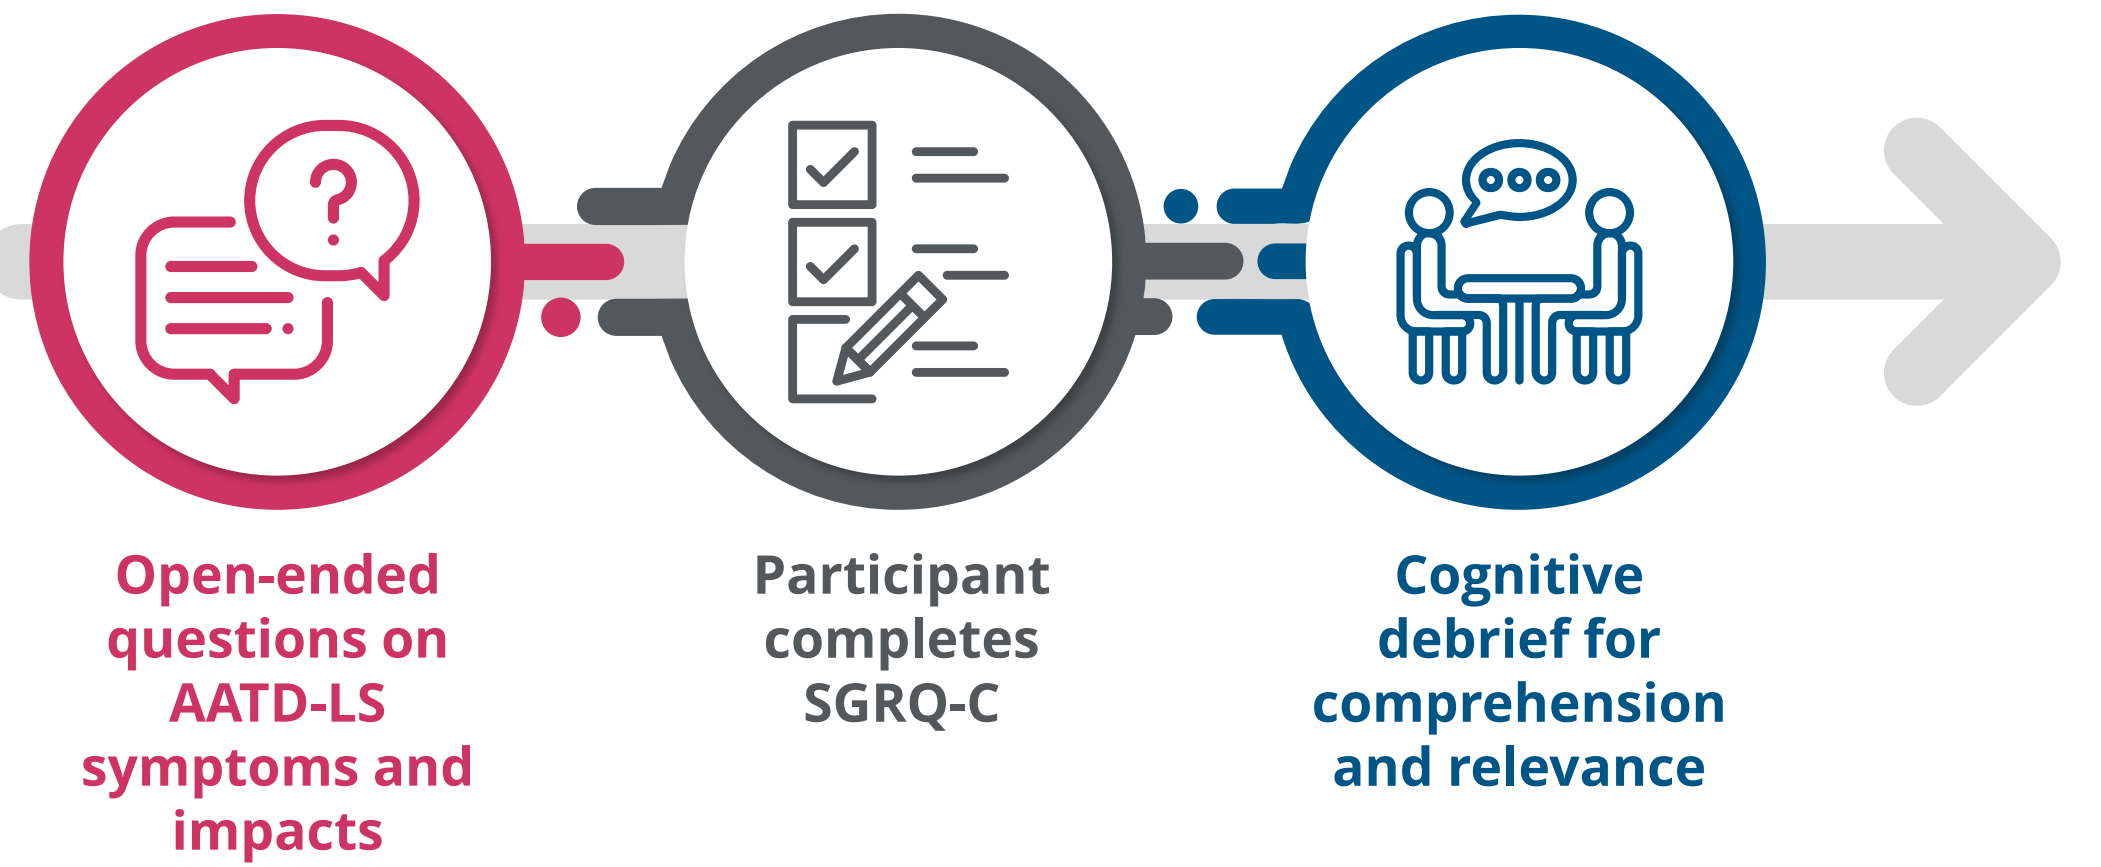 Open-ended
questions on
AATD-LS
symptoms and
impacts
Participant
completes
SGRQ-C
Cognitive
debrief for
comprehension
and relevance